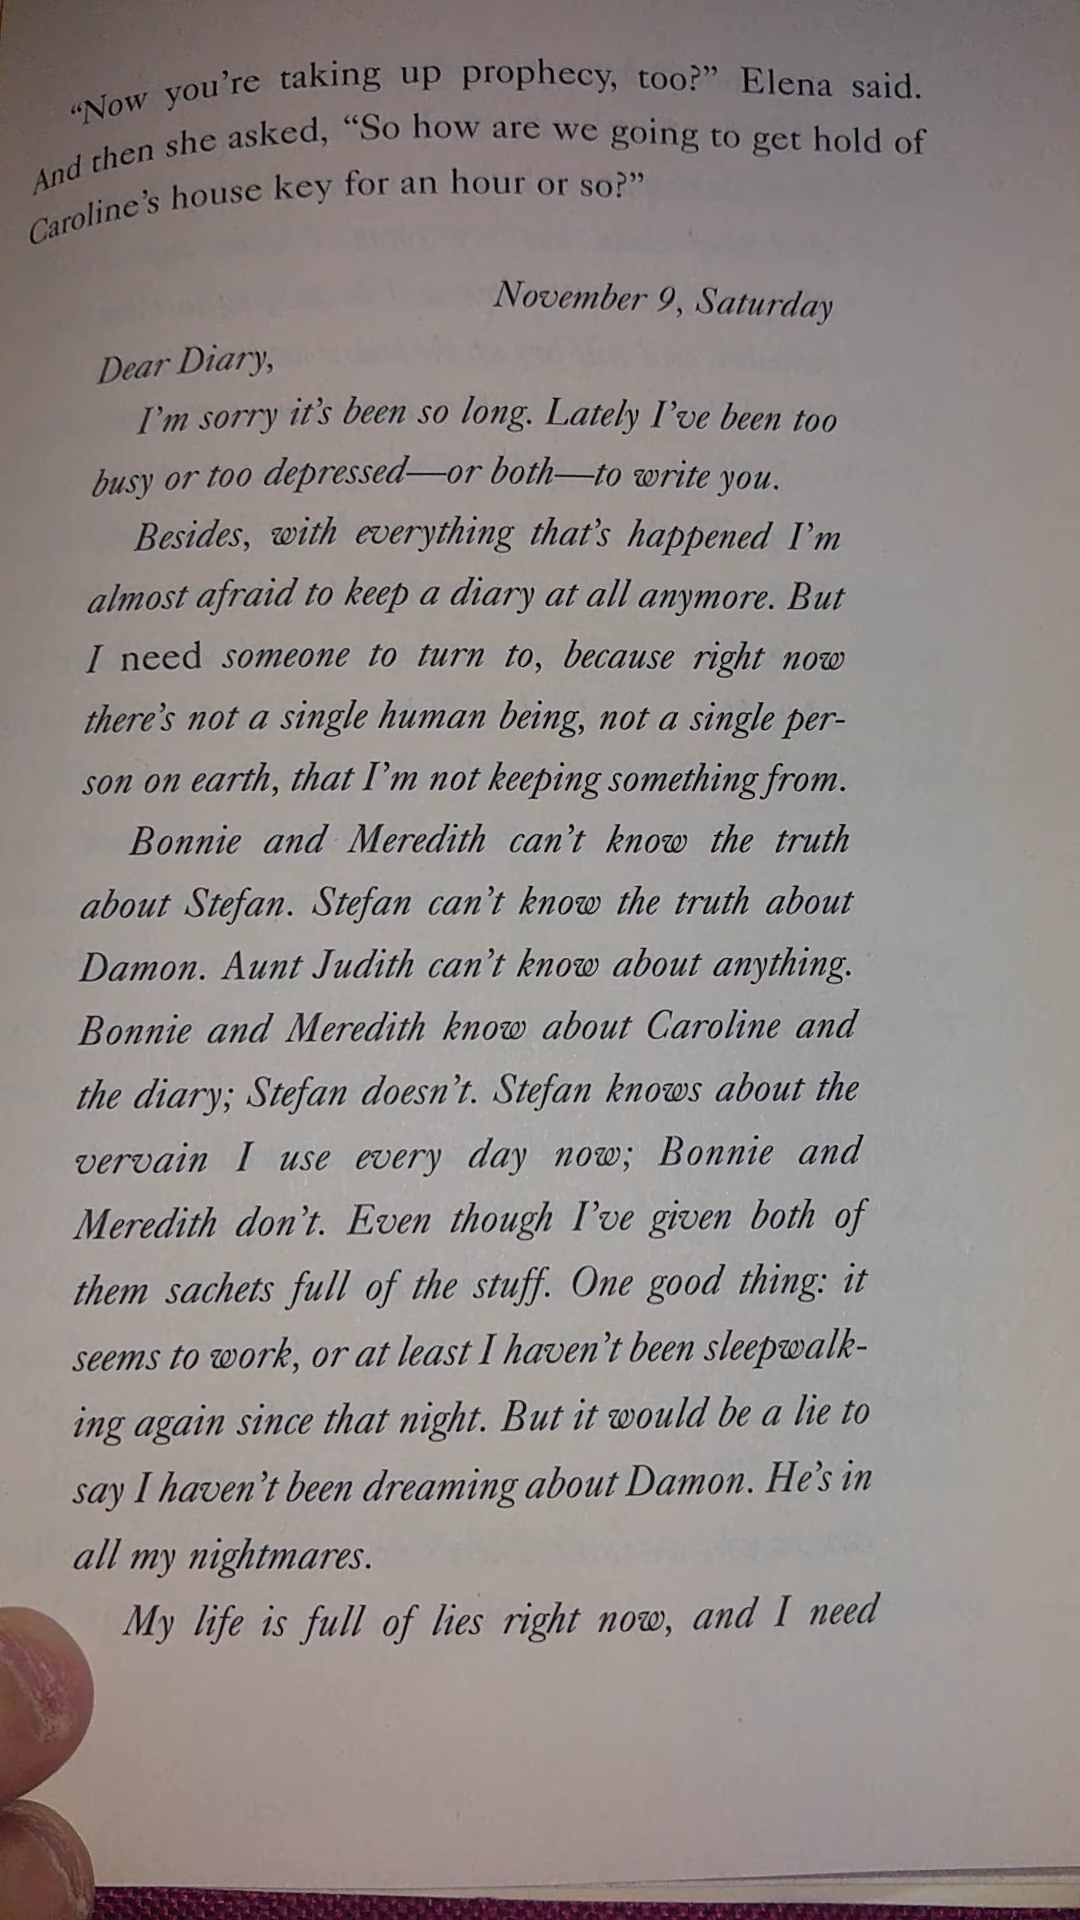 “Now you’re taking up prophecy, too?” Elena said.
And then she asked, “So how are we going to get hold of
Caroline’s house key for an hour or so?”
November 9, Saturday
Dear Diary,
I’m sorry it’s been so long. Lately I’ve been too
busy or too depressed—or both—to write you.
Besides, with everything that’s happened I’m
almost afraid to keep a diary at all anymore. But
I need someone to turn to, because right now
there’s not a single human being, not a single per-
son on earth, that I’m not keeping something from.
Bonnie and Meredith can’t know the truth
about Stefan. Stefan can’t know the truth about
Damon. Aunt Judith can’t know about anything.
Bonnie and Meredith know about Caroline and
the diary; Stefan doesn’t. Stefan knows about the
vervain I use every day now; Bonnie and
Meredith don’t. Even though I’ve given both of
them sachets full of the stuff. One good thing: it
seems to work, or at least I haven’t been sleepwalk-
ing again since that night. But it would be a lie to
say I haven’t been dreaming about Damon. He’s in
all my nightmares.
My life is full of lies right now, and I need